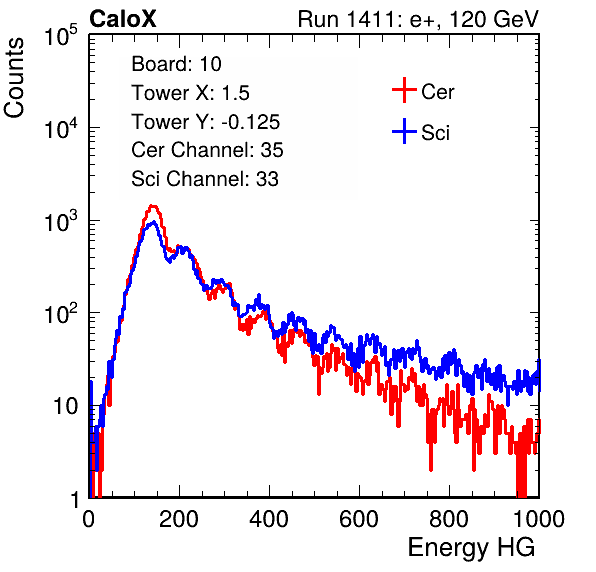 CaloX Run 1411: e+, 120 GeV
Counts
Board: 10
Tower X: 1.5
Tower Y: -0.125
Cer Channel: 35
Sci Channel: 33
Cer
Sci
10^5
10^4
10^3
10^2
10
1
0 200 400 600 800 1000
Energy HG